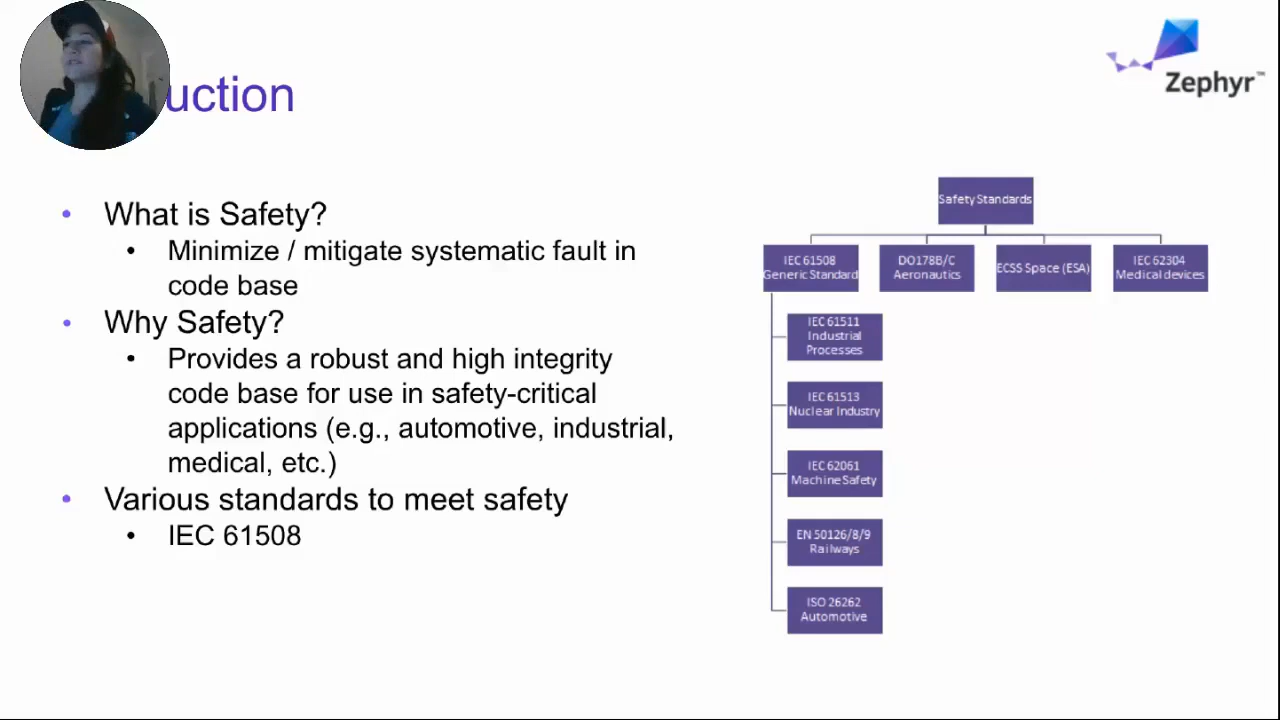 uction
Zephyr™
• What is Safety?
• Minimize / mitigate systematic fault in
code base
• Why Safety?
• Provides a robust and high integrity
code base for use in safety-critical
applications (e.g., automotive, industrial,
medical, etc.)
• Various standards to meet safety
• IEC 61508
Safety Standards
IEC 61508
Generic Standard
DO178B/C
Aeronautics
ECSS Space (ESA)
IEC 62304
Medical devices
IEC 61511
Industrial
Processes
IEC 61513
Nuclear Industry
IEC 62061
Machine Safety
EN 50126/8/9
Railways
ISO 26262
Automotive